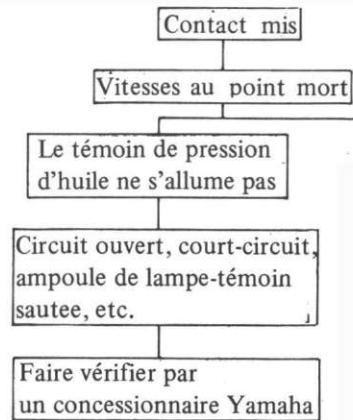 Contact mis
Vitesses au point mort
Le témoin de pression
d'huile ne s'allume pas
Circuit ouvert, court-circuit,
ampoule de lampe-témoin
sautee, etc.
Faire vérifier par
un concessionnaire Yamaha